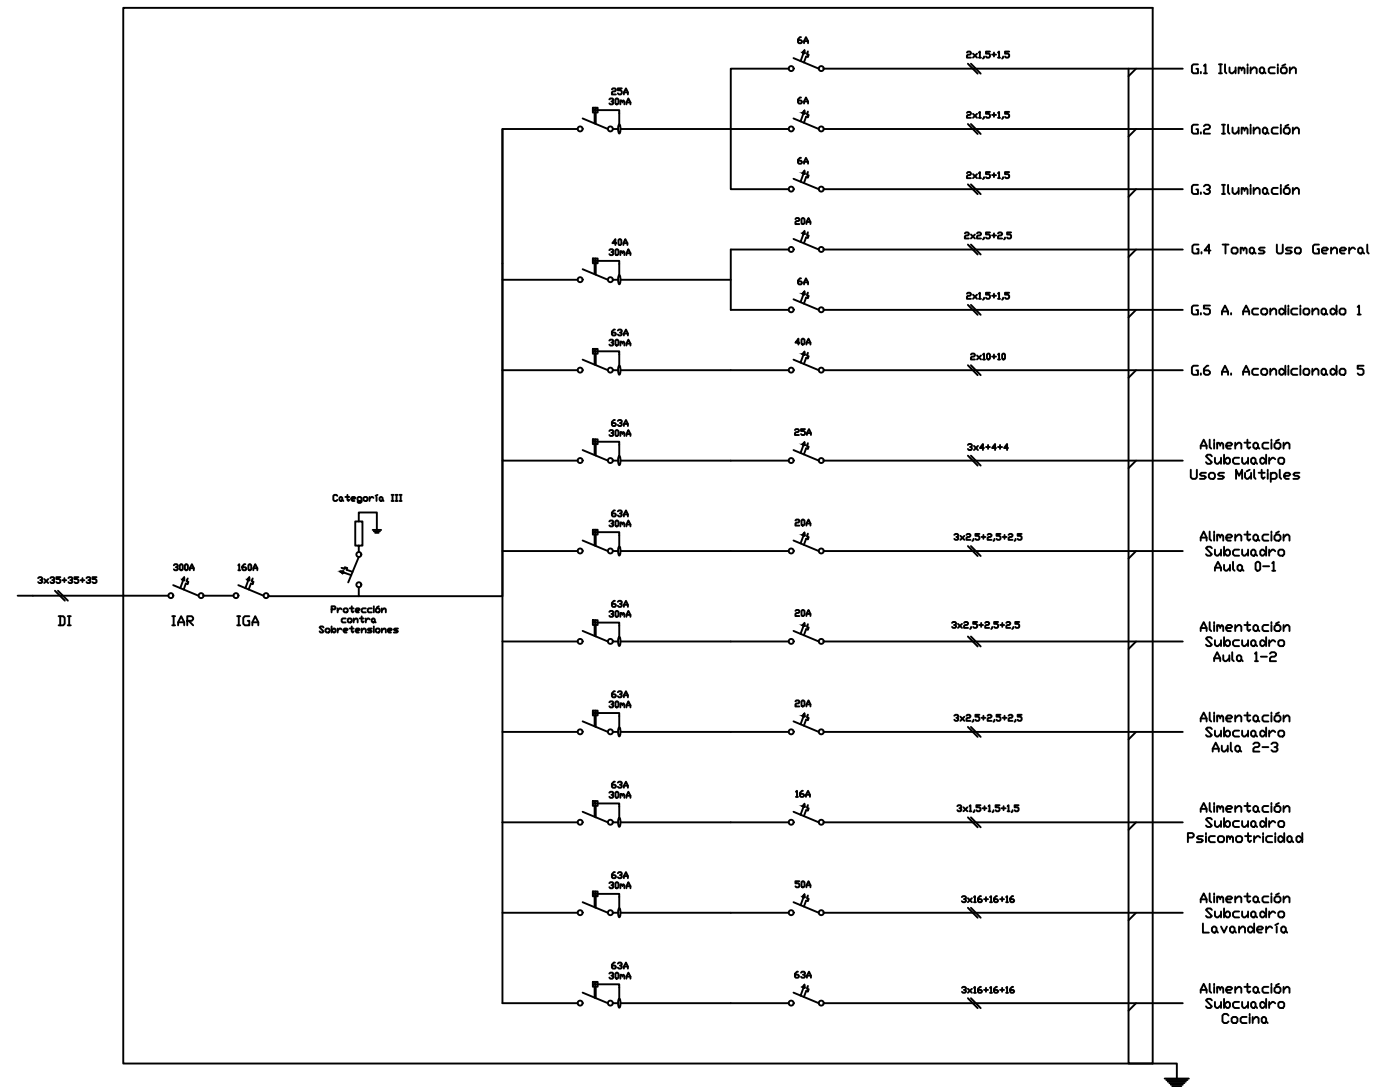 6A
2x1,5+1,5
G.1 Iluminación
25A
30mA
6A
2x1,5+1,5
G.2 Iluminación
6A
2x1,5+1,5
G.3 Iluminación
40A
30mA
20A
2x2,5+2,5
G.4 Tomas Uso General
6A
2x1,5+1,5
G.5 A. Acondicionado 1
63A
30mA
40A
2x10+10
G.6 A. Acondicionado 5
63A
30mA
25A
3x4+4+4
Alimentación
Subcuadro
Usos Múltiples
Categoría III
63A
30mA
20A
3x2,5+2,5+2,5
Alimentación
Subcuadro
Aula 0-1
3x35+35+35
DI
300A
IAR
160A
IGA
Protección
contra
Sobretensiones
63A
30mA
20A
3x2,5+2,5+2,5
Alimentación
Subcuadro
Aula 1-2
63A
30mA
20A
3x2,5+2,5+2,5
Alimentación
Subcuadro
Aula 2-3
63A
30mA
16A
3x1,5+1,5+1,5
Alimentación
Subcuadro
Psicomotricidad
63A
30mA
50A
3x16+16+16
Alimentación
Subcuadro
Lavandería
63A
30mA
63A
3x16+16+16
Alimentación
Subcuadro
Cocina